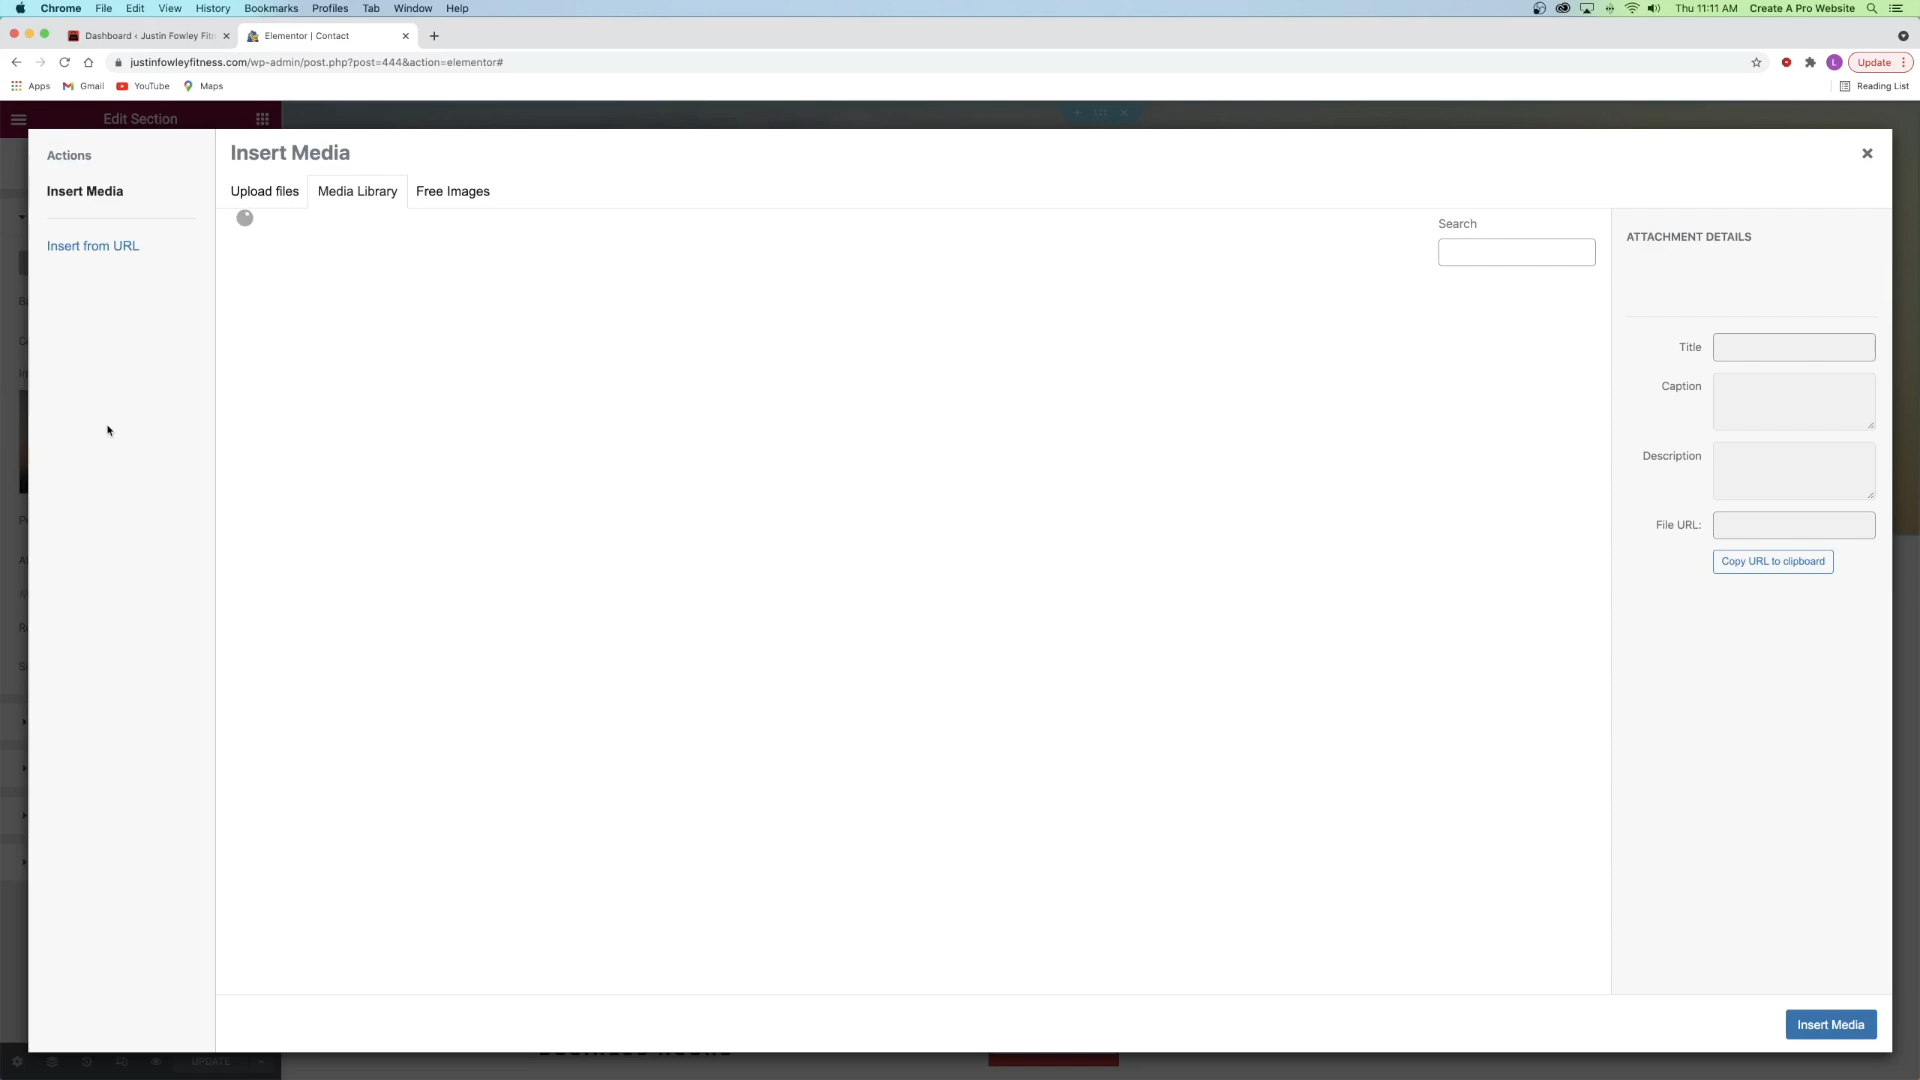 Chrome File Edit View History Bookmarks Profiles Tab Window Help Thu 11:11 AM Create A Pro Website
Dashboard ‹ Justin Fowley Fit Elementor | Contact
justinfowleyfitness.com/wp-admin/post.php?post=444&action=elementor# L Update
Apps Gmail YouTube Maps Reading List
Edit Section
Actions
Insert Media
Insert Media
Upload files Media Library Free Images
Insert from URL
Search
ATTACHMENT DETAILS
Title
Caption
Description
File URL:
Copy URL to clipboard
Insert Media
UPDATE